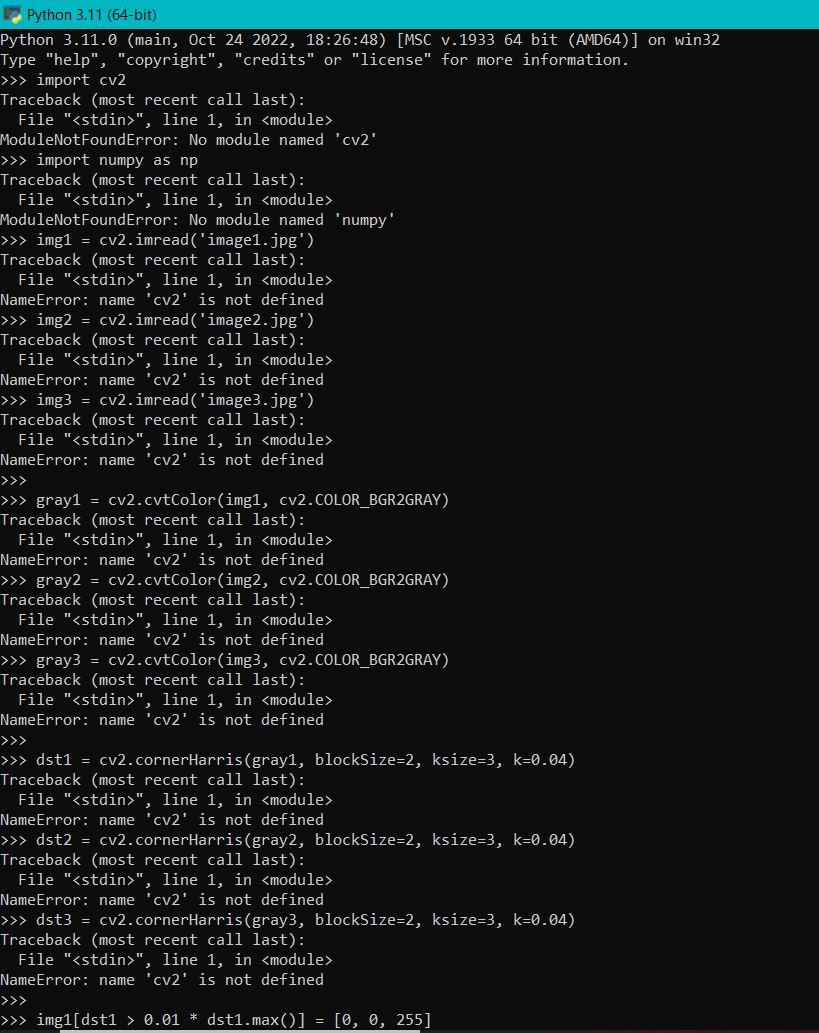 Python 3.11 (64-bit)
Python 3.11.0 (main, Oct 24 2022, 18:26:48) [MSC v.1933 64 bit (AMD64)] on win32
Type "help", "copyright", "credits" or "license" for more information.
>>> import cv2
Traceback (most recent call last):
  File "<stdin>", line 1, in <module>
ModuleNotFoundError: No module named 'cv2'
>>> import numpy as np
Traceback (most recent call last):
  File "<stdin>", line 1, in <module>
ModuleNotFoundError: No module named 'numpy'
>>> img1 = cv2.imread('image1.jpg')
Traceback (most recent call last):
  File "<stdin>", line 1, in <module>
NameError: name 'cv2' is not defined
>>> img2 = cv2.imread('image2.jpg')
Traceback (most recent call last):
  File "<stdin>", line 1, in <module>
NameError: name 'cv2' is not defined
>>> img3 = cv2.imread('image3.jpg')
Traceback (most recent call last):
  File "<stdin>", line 1, in <module>
NameError: name 'cv2' is not defined
>>>
>>> gray1 = cv2.cvtColor(img1, cv2.COLOR_BGR2GRAY)
Traceback (most recent call last):
  File "<stdin>", line 1, in <module>
NameError: name 'cv2' is not defined
>>> gray2 = cv2.cvtColor(img2, cv2.COLOR_BGR2GRAY)
Traceback (most recent call last):
  File "<stdin>", line 1, in <module>
NameError: name 'cv2' is not defined
>>> gray3 = cv2.cvtColor(img3, cv2.COLOR_BGR2GRAY)
Traceback (most recent call last):
  File "<stdin>", line 1, in <module>
NameError: name 'cv2' is not defined
>>>
>>> dst1 = cv2.cornerHarris(gray1, blockSize=2, ksize=3, k=0.04)
Traceback (most recent call last):
  File "<stdin>", line 1, in <module>
NameError: name 'cv2' is not defined
>>> dst2 = cv2.cornerHarris(gray2, blockSize=2, ksize=3, k=0.04)
Traceback (most recent call last):
  File "<stdin>", line 1, in <module>
NameError: name 'cv2' is not defined
>>> dst3 = cv2.cornerHarris(gray3, blockSize=2, ksize=3, k=0.04)
Traceback (most recent call last):
  File "<stdin>", line 1, in <module>
NameError: name 'cv2' is not defined
>>>
>>> img1[dst1 > 0.01 * dst1.max()] = [0, 0, 255]